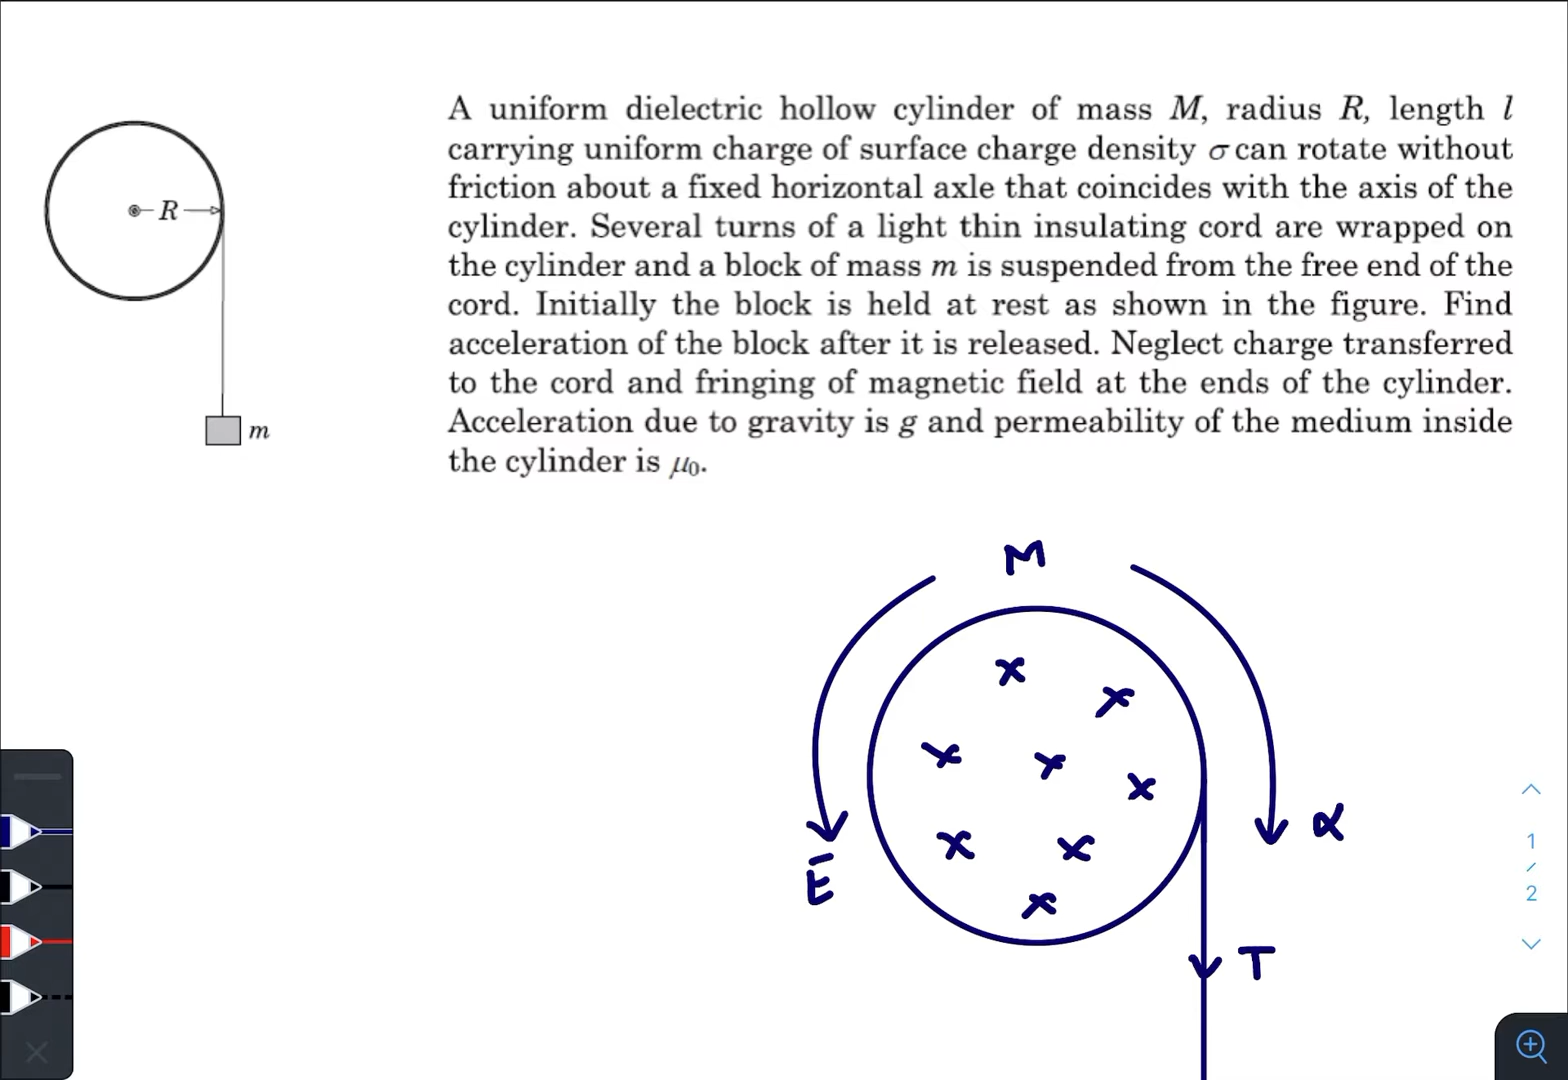 A uniform dielectric hollow cylinder of mass M, radius R, length l
carrying uniform charge of surface charge density σ can rotate without
friction about a fixed horizontal axle that coincides with the axis of the
cylinder. Several turns of a light thin insulating cord are wrapped on
the cylinder and a block of mass m is suspended from the free end of the
cord. Initially the block is held at rest as shown in the figure. Find
acceleration of the block after it is released. Neglect charge transferred
to the cord and fringing of magnetic field at the ends of the cylinder.
Acceleration due to gravity is g and permeability of the medium inside
the cylinder is μ₀.
R
m
M
E̅
α
T
1
/
2